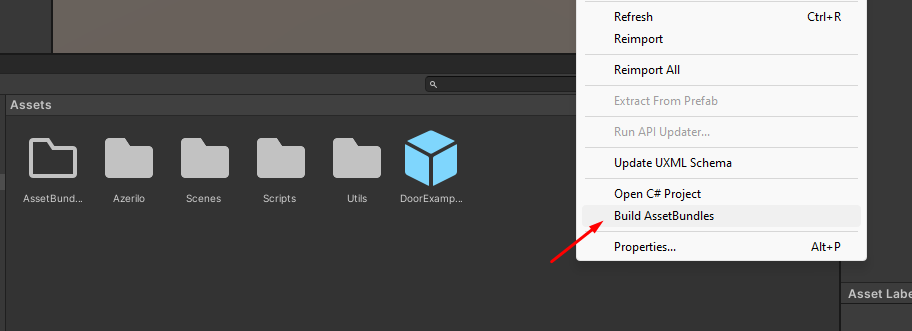 Refresh Ctrl+R
Reimport
Reimport All
Extract From Prefab
Run API Updater...
Update UXML Schema
Open C# Project
Build AssetBundles
Properties... Alt+P
Assets
AssetBund... Azerilo Scenes Scripts Utils DoorExamp...
Asset Labe